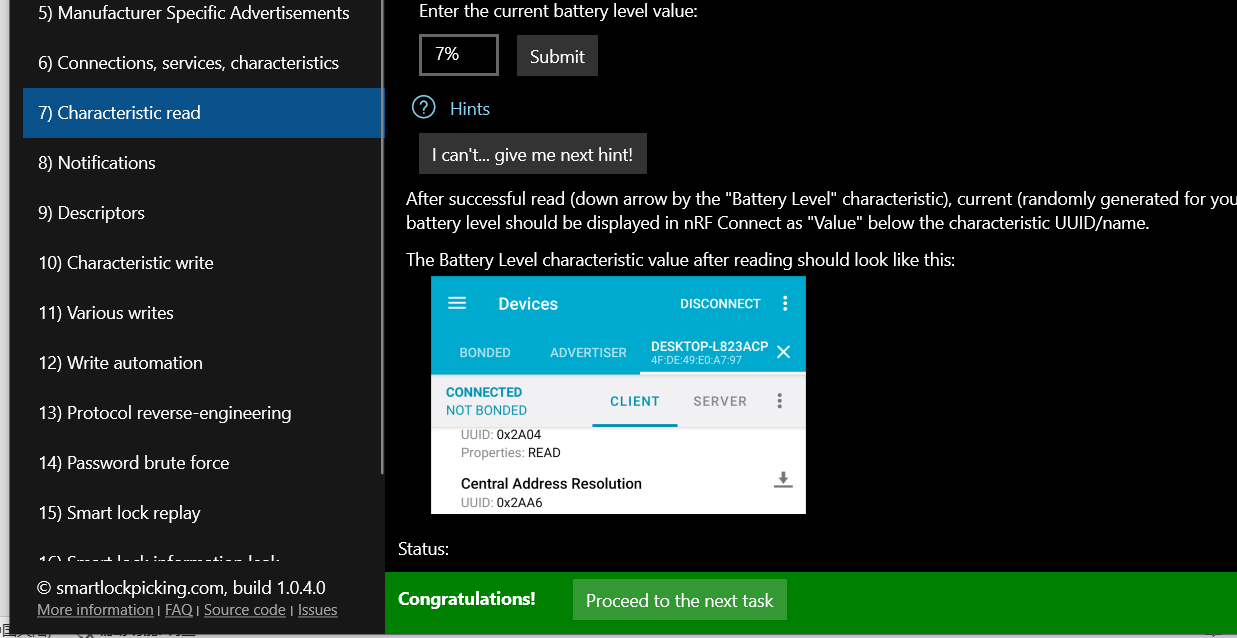 5) Manufacturer Specific Advertisements
6) Connections, services, characteristics
7) Characteristic read
8) Notifications
9) Descriptors
10) Characteristic write
11) Various writes
12) Write automation
13) Protocol reverse-engineering
14) Password brute force
15) Smart lock replay
16) Smart lock information leak
© smartlockpicking.com, build 1.0.4.0
More information | FAQ | Source code | Issues
Enter the current battery level value:
7%
Submit
? Hints
I can't... give me next hint!
After successful read (down arrow by the "Battery Level" characteristic), current (randomly generated for you
battery level should be displayed in nRF Connect as "Value" below the characteristic UUID/name.
The Battery Level characteristic value after reading should look like this:
Devices
DISCONNECT
BONDED
ADVERTISER
DESKTOP-L823ACP
4F:DE:49:E0:A7:97
CONNECTED
NOT BONDED
CLIENT
SERVER
UUID: 0x2A04
Properties: READ
Central Address Resolution
UUID: 0x2AA6
Status:
Congratulations!
Proceed to the next task